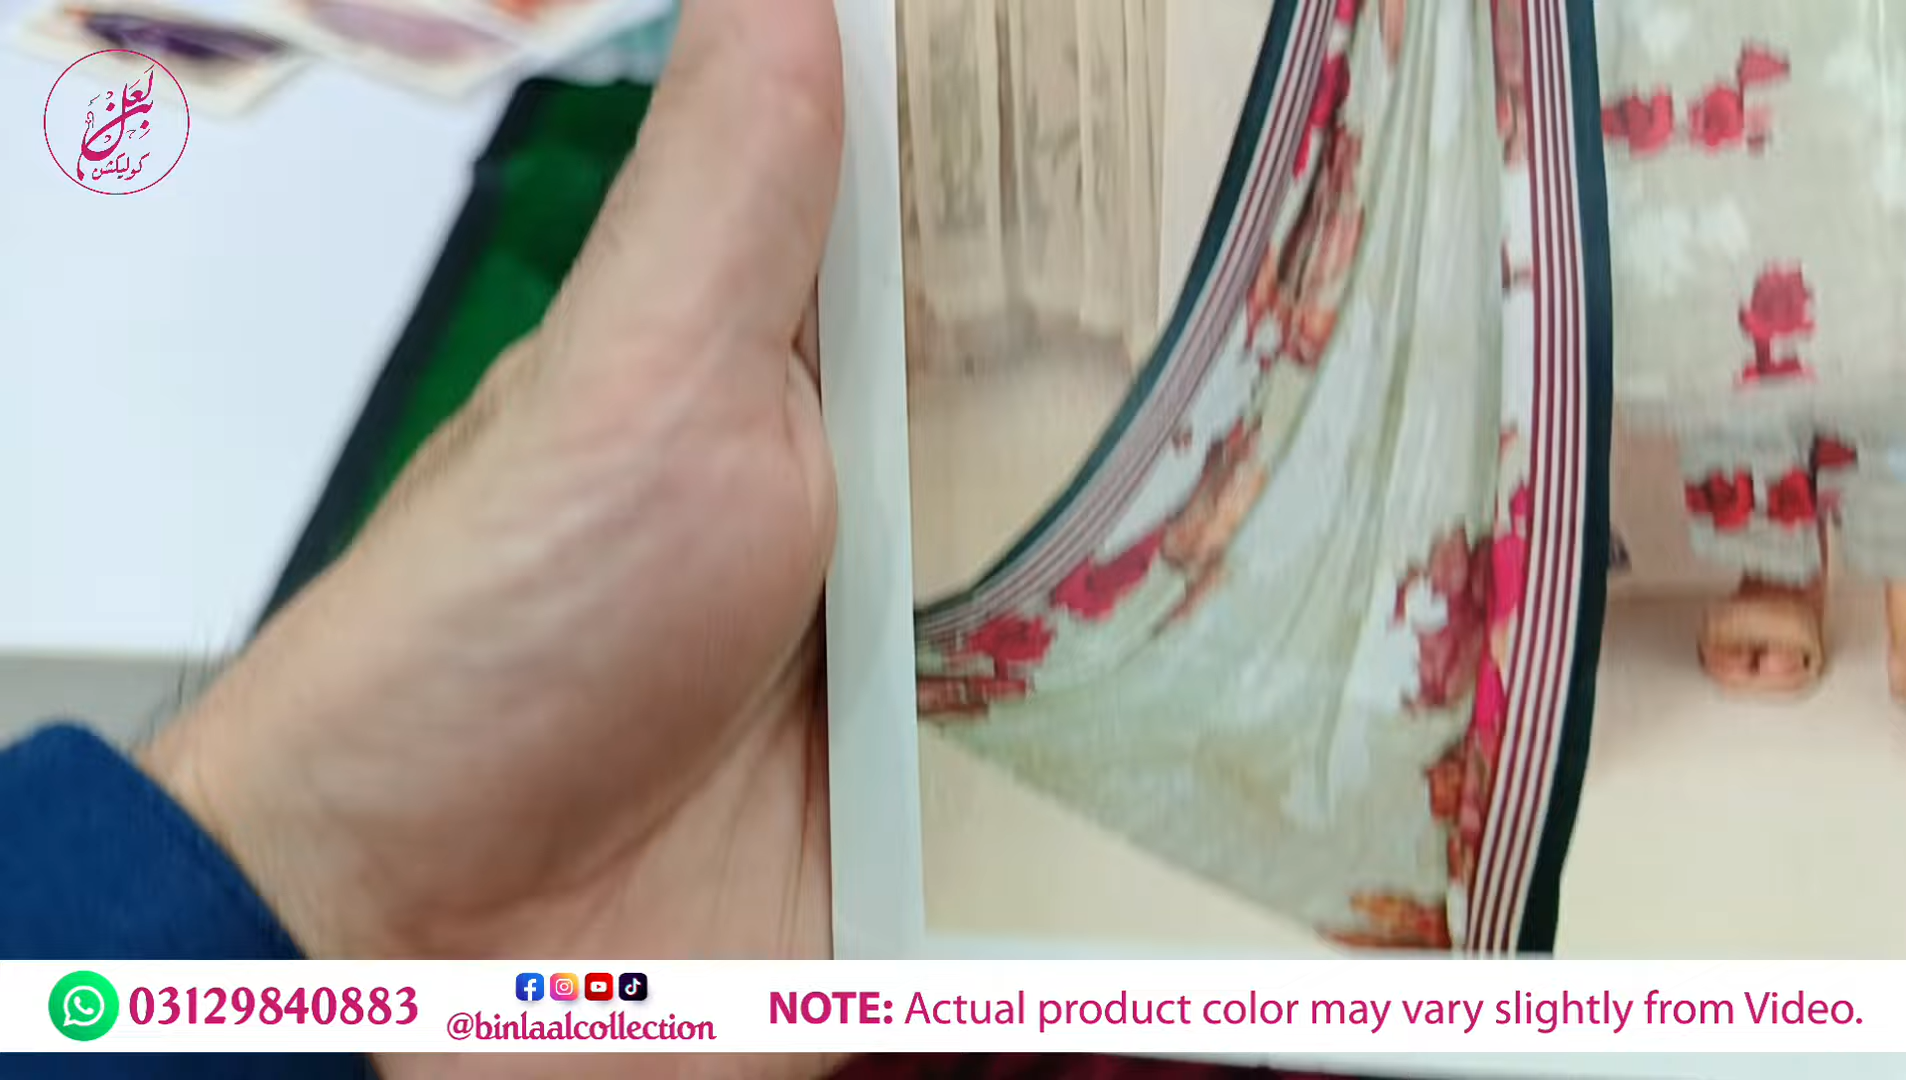 بن لعل
کولیکشن
03129840883
@binlaalcollection
NOTE: Actual product color may vary slightly from Video.